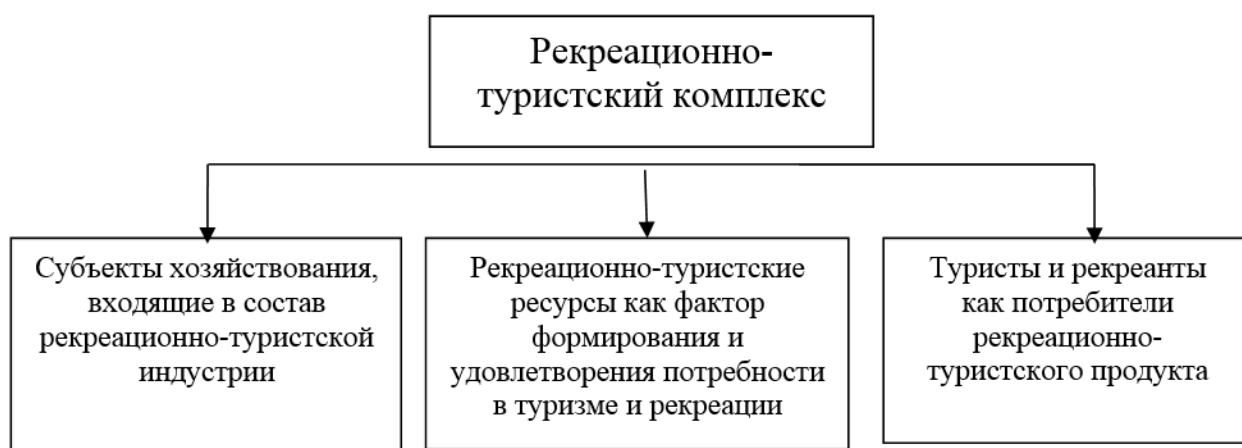 Рекреационно-
туристский комплекс
Субъекты хозяйствования,
входящие в состав
рекреационно-туристской
индустрии
Рекреационно-туристские
ресурсы как фактор
формирования и
удовлетворения потребности
в туризме и рекреации
Туристы и рекреанты
как потребители
рекреационно-
туристского продукта